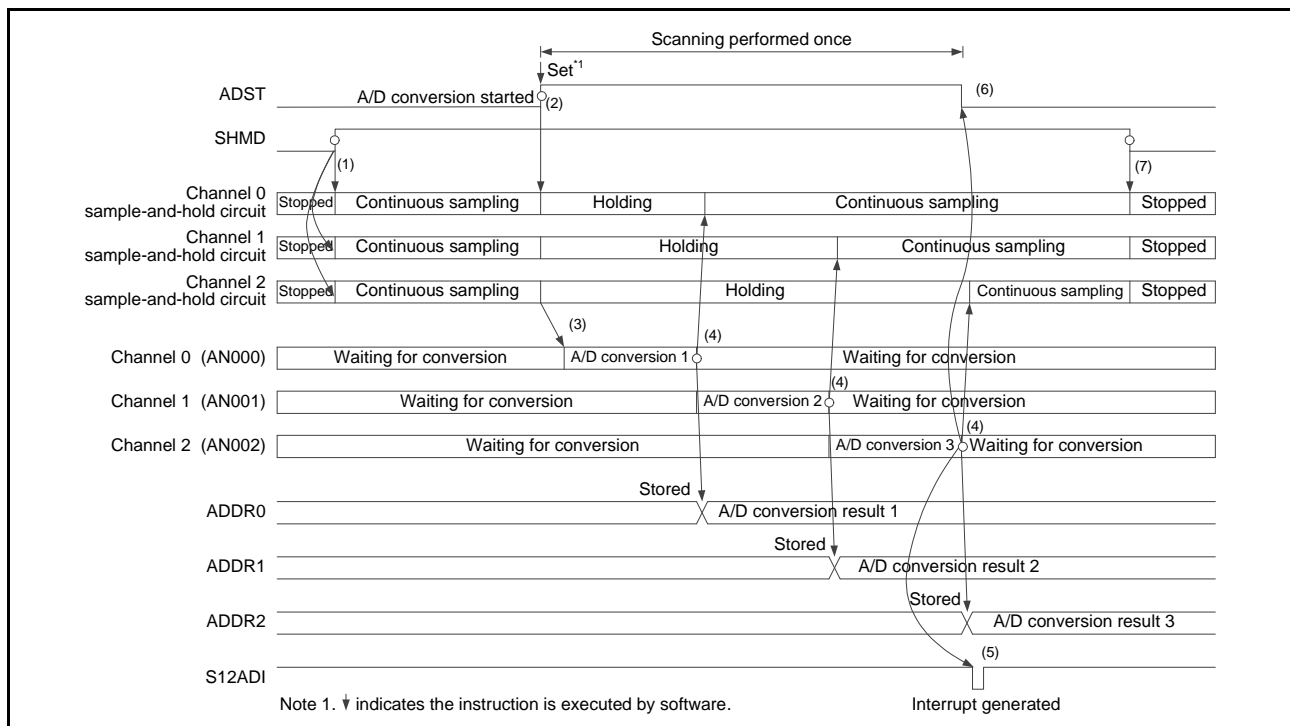 Scanning performed once
Set*1
ADST
A/D conversion started
(2)
(6)
SHMD
(1)
(7)
Channel 0
sample-and-hold circuit
Stopped
Continuous sampling
Holding
Continuous sampling
Stopped
Channel 1
sample-and-hold circuit
Stopped
Continuous sampling
Holding
Continuous sampling
Stopped
Channel 2
sample-and-hold circuit
Stopped
Continuous sampling
Holding
Continuous sampling
Stopped
(3)
(4)
Channel 0 (AN000)
Waiting for conversion
A/D conversion 1
Waiting for conversion
(4)
Channel 1 (AN001)
Waiting for conversion
A/D conversion 2
Waiting for conversion
(4)
Channel 2 (AN002)
Waiting for conversion
A/D conversion 3
Waiting for conversion
Stored
ADDR0
A/D conversion result 1
Stored
ADDR1
A/D conversion result 2
Stored
ADDR2
A/D conversion result 3
S12ADI
(5)
Note 1. indicates the instruction is executed by software.
Interrupt generated